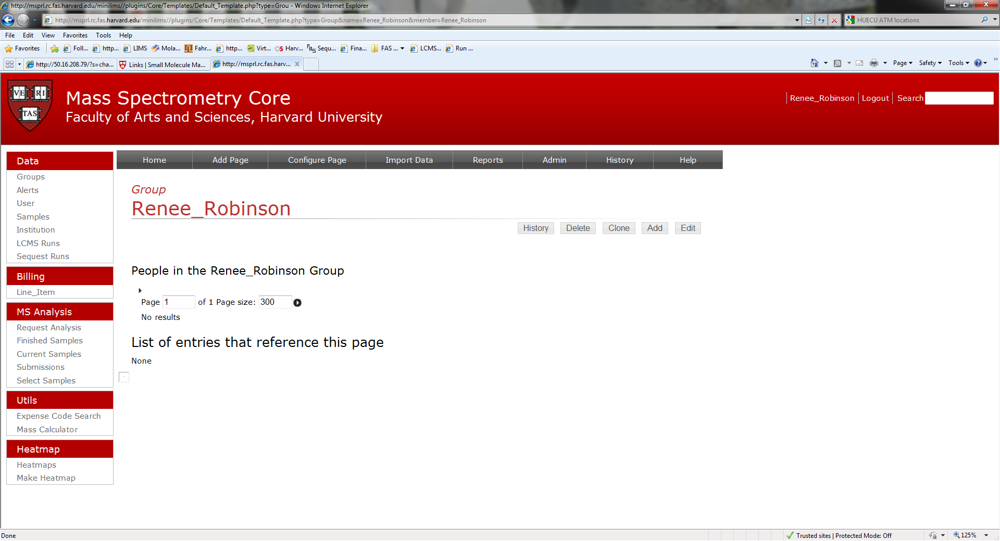 http://msprl.rc.fas.harvard.edu/minilims//plugins/Core/Templates/Default_Template.php?type=Grou - Windows Internet Explorer
http://msprl.rc.fas.harvard.edu/minilims//plugins/Core/Templates/Default_Template.php?type=Group&name=Renee_Robinson&member=Renee_Robinson
HUECU ATM locations
File Edit View Favorites Tools Help
Favorites Foll... http... LIMS Mola... Fahr... http... Virt... OS Harv... PBS Sequ... Fina... FAS ... LCMS... Run ...
http://50.16.208.79/?s=cha... Links | Small Molecule Ma... http://msprl.rc.fas.harv... Page Safety Tools
VE RI
TAS
Mass Spectrometry Core
Faculty of Arts and Sciences, Harvard University
Renee_Robinson Logout Search
Data
Groups
Alerts
User
Samples
Institution
LCMS Runs
Sequest Runs
Billing
Line_Item
MS Analysis
Request Analysis
Finished Samples
Current Samples
Submissions
Select Samples
Utils
Expense Code Search
Mass Calculator
Heatmap
Heatmaps
Make Heatmap
Home Add Page Configure Page Import Data Reports Admin History Help
Group
Renee_Robinson
History Delete Clone Add Edit
People in the Renee_Robinson Group
Page 1 of 1 Page size: 300
No results
List of entries that reference this page
None
Done
Trusted sites | Protected Mode: Off
125%